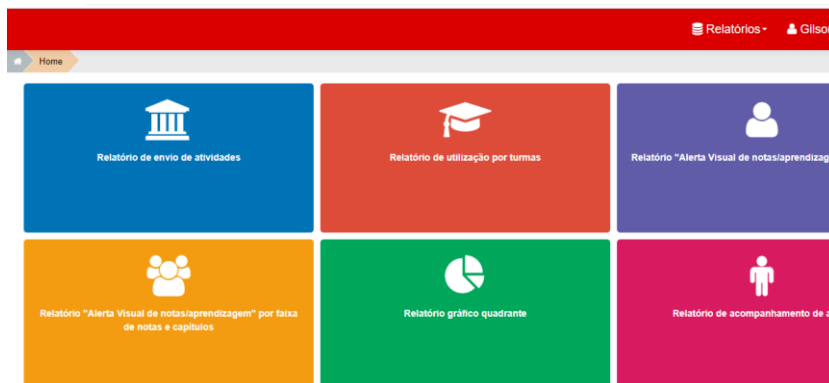 Relatórios
Gilson
Home
Relatório de envio de atividades
Relatório de utilização por turmas
Relatório "Alerta Visual de notas/aprendizag
Relatório "Alerta Visual de notas/aprendizagem" por faixa
de notas e capítulos
Relatório gráfico quadrante
Relatório de acompanhamento de a